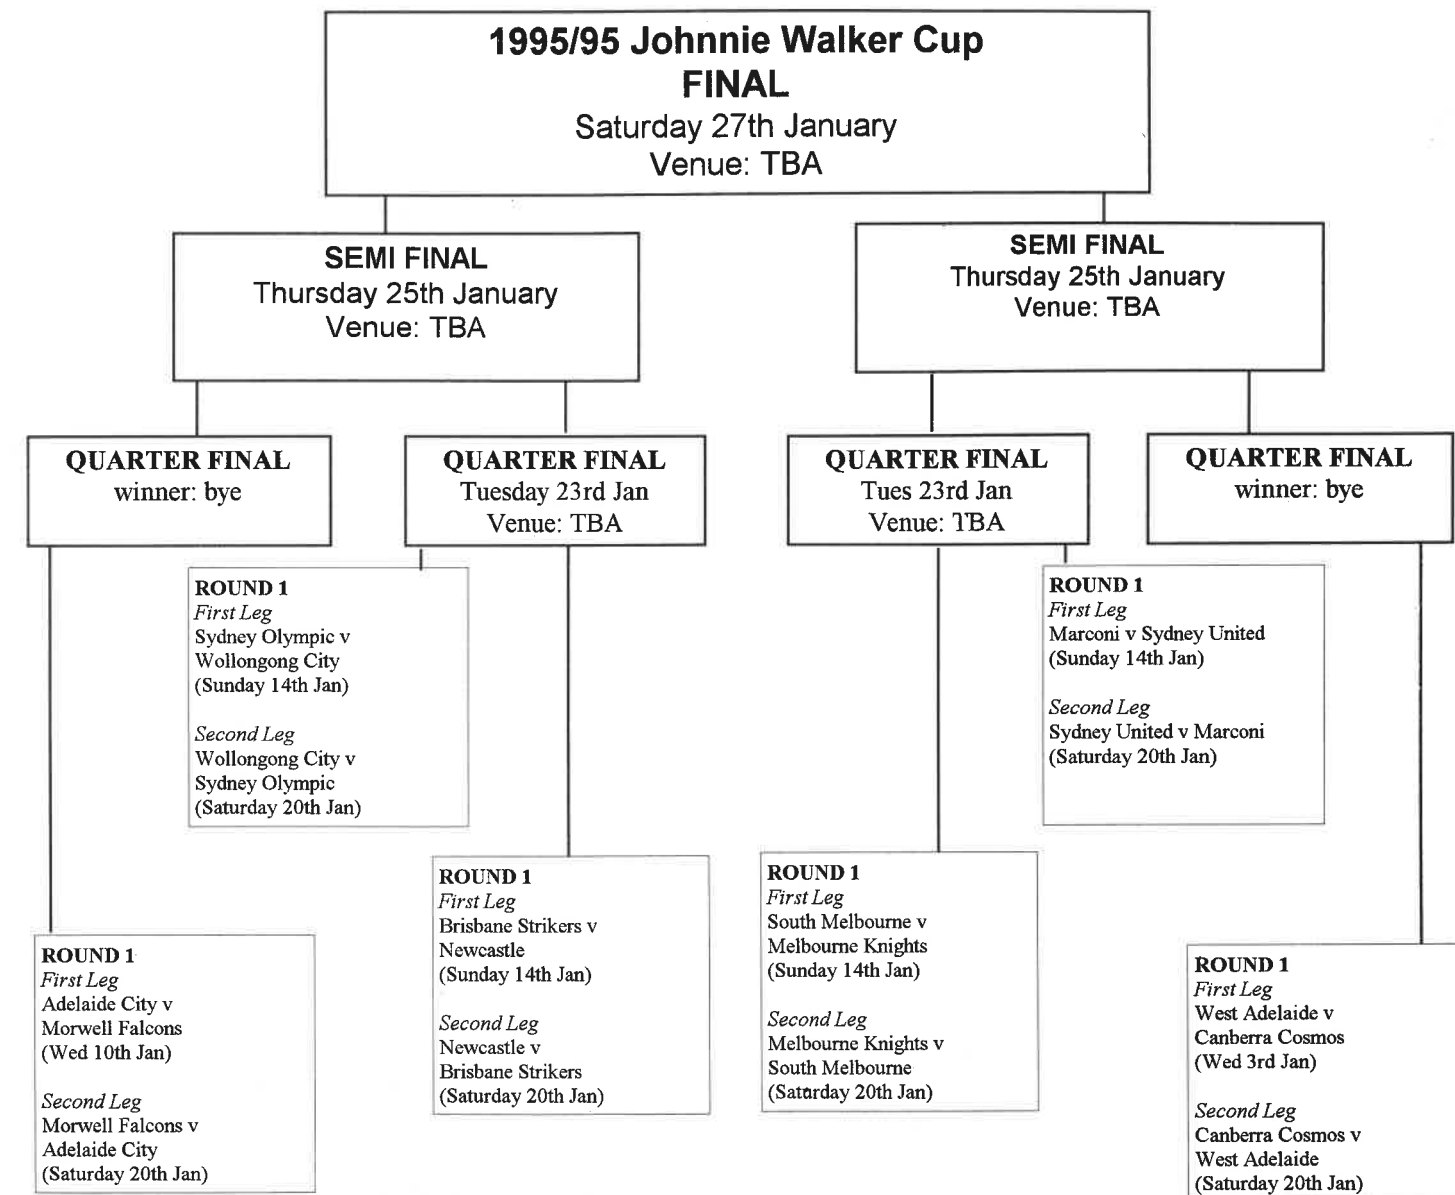 1995/95 Johnnie Walker Cup
FINAL
Saturday 27th January
Venue: TBA
SEMI FINAL
Thursday 25th January
Venue: TBA
SEMI FINAL
Thursday 25th January
Venue: TBA
QUARTER FINAL
winner: bye
QUARTER FINAL
Tuesday 23rd Jan
Venue: TBA
QUARTER FINAL
Tues 23rd Jan
Venue: TBA
QUARTER FINAL
winner: bye
ROUND 1
First Leg
Sydney Olympic v
Wollongong City
(Sunday 14th Jan)
Second Leg
Wollongong City v
Sydney Olympic
(Saturday 20th Jan)
ROUND 1
First Leg
Marconi v Sydney United
(Sunday 14th Jan)
Second Leg
Sydney United v Marconi
(Saturday 20th Jan)
ROUND 1
First Leg
Brisbane Strikers v
Newcastle
(Sunday 14th Jan)
Second Leg
Newcastle v
Brisbane Strikers
(Saturday 20th Jan)
ROUND 1
First Leg
South Melbourne v
Melbourne Knights
(Sunday 14th Jan)
Second Leg
Melbourne Knights v
South Melbourne
(Saturday 20th Jan)
ROUND 1
First Leg
Adelaide City v
Morwell Falcons
(Wed 10th Jan)
Second Leg
Morwell Falcons v
Adelaide City
(Saturday 20th Jan)
ROUND 1
First Leg
West Adelaide v
Canberra Cosmos
(Wed 3rd Jan)
Second Leg
Canberra Cosmos v
West Adelaide
(Saturday 20th Jan)